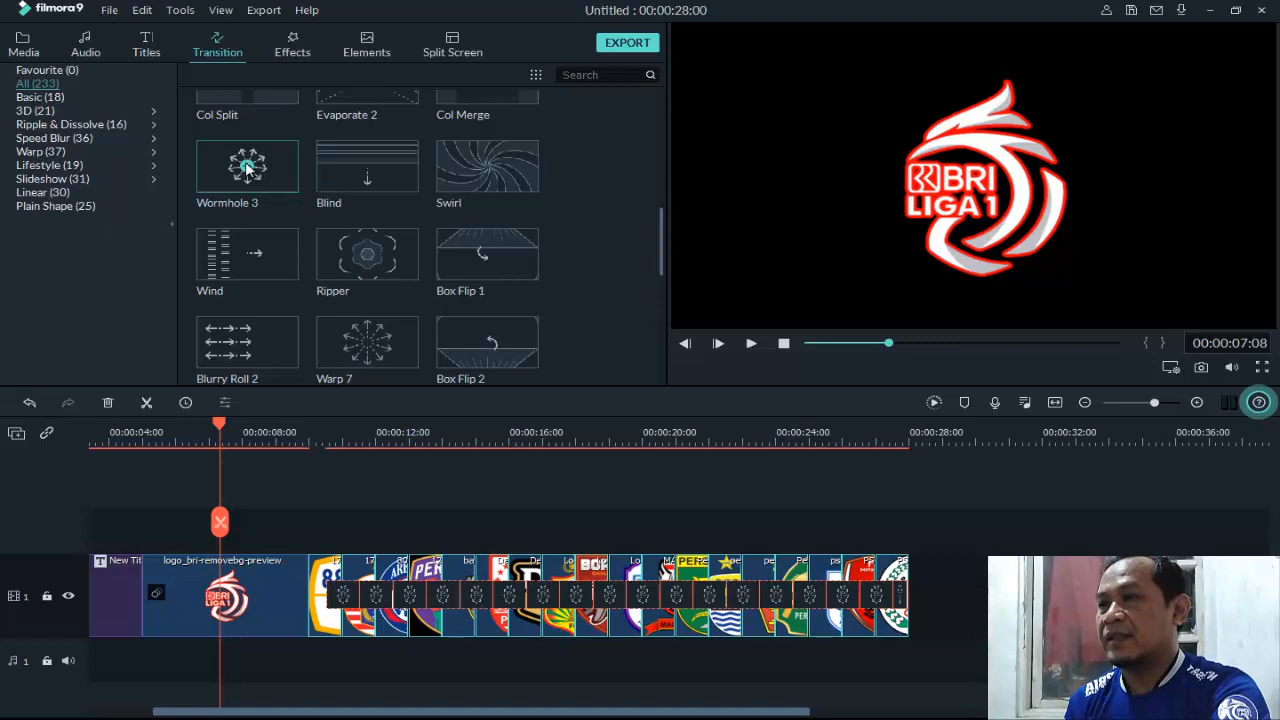 filmora9
File Edit Tools View Export Help
Untitled : 00:00:28:00
Media Audio Titles Transition Effects Elements Split Screen
EXPORT
Favourite (0)
All (233)
Basic (18)
3D (21)
Ripple & Dissolve (16)
Speed Blur (36)
Warp (37)
Lifestyle (19)
Slideshow (31)
Linear (30)
Plain Shape (25)
Search
Col Split Evaporate 2 Col Merge
Wormhole 3 Blind Swirl
Wind Ripper Box Flip 1
Blurry Roll 2 Warp 7 Box Flip 2
BRI
LIGA 1
00:00:07:08
00:00:04:00 00:00:08:00 00:00:12:00 00:00:16:00 00:00:20:00 00:00:24:00 00:00:28:00 00:00:32:00 00:00:36:00
New Tit logo_bri-removebg-preview
1
1